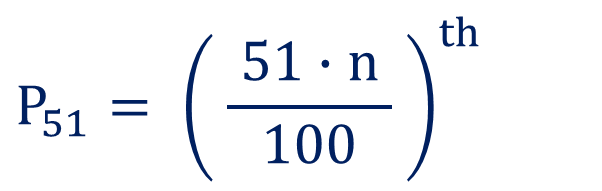 P₅₁ = ( 51 · n / 100 )ᵗʰ